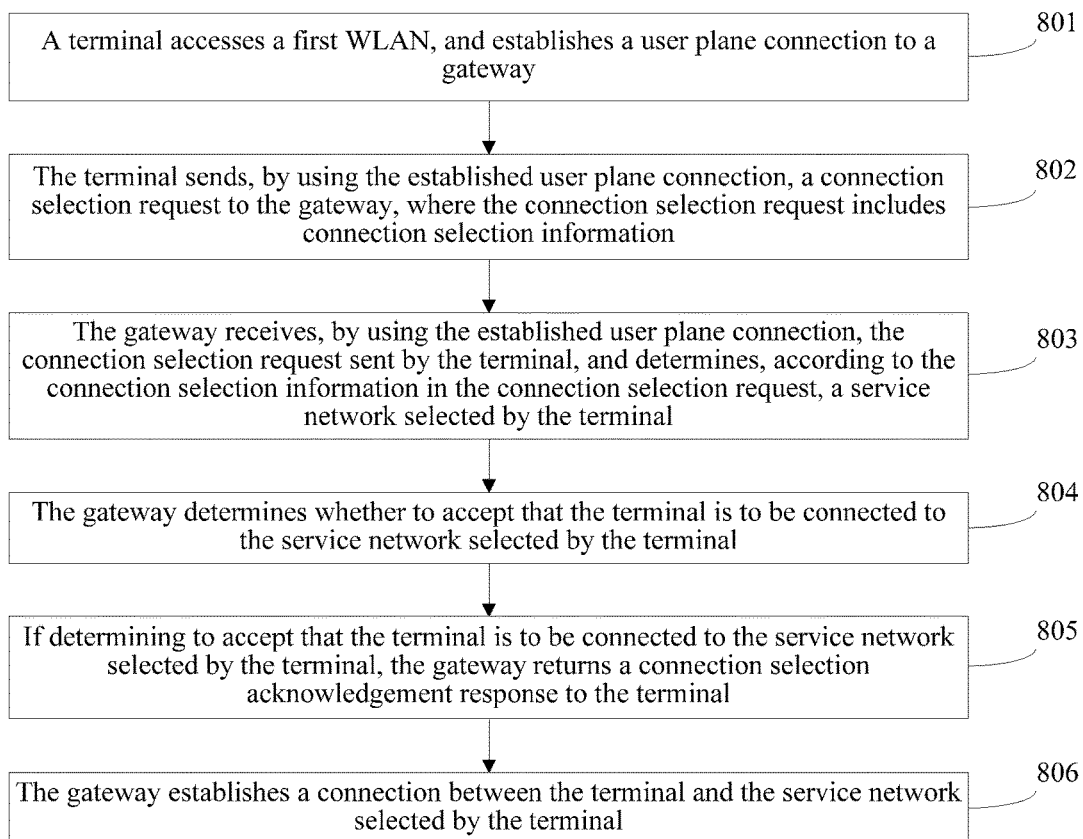 A terminal accesses a first WLAN, and establishes a user plane connection to a
gateway
801
The terminal sends, by using the established user plane connection, a connection
selection request to the gateway, where the connection selection request includes
connection selection information
802
The gateway receives, by using the established user plane connection, the
connection selection request sent by the terminal, and determines, according to the
connection selection information in the connection selection request, a service
network selected by the terminal
803
The gateway determines whether to accept that the terminal is to be connected to
the service network selected by the terminal
804
If determining to accept that the terminal is to be connected to the service network
selected by the terminal, the gateway returns a connection selection
acknowledgement response to the terminal
805
The gateway establishes a connection between the terminal and the service network
selected by the terminal
806